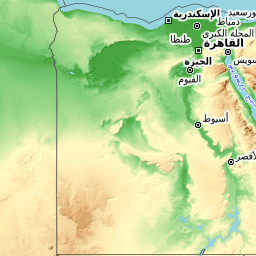 بورسعيد
دمياط
الإسكندرية
المحلة الكبرى
طنطا
القاهرة
الجيزة
السويس
الفيوم
أسيوط
الأقصر